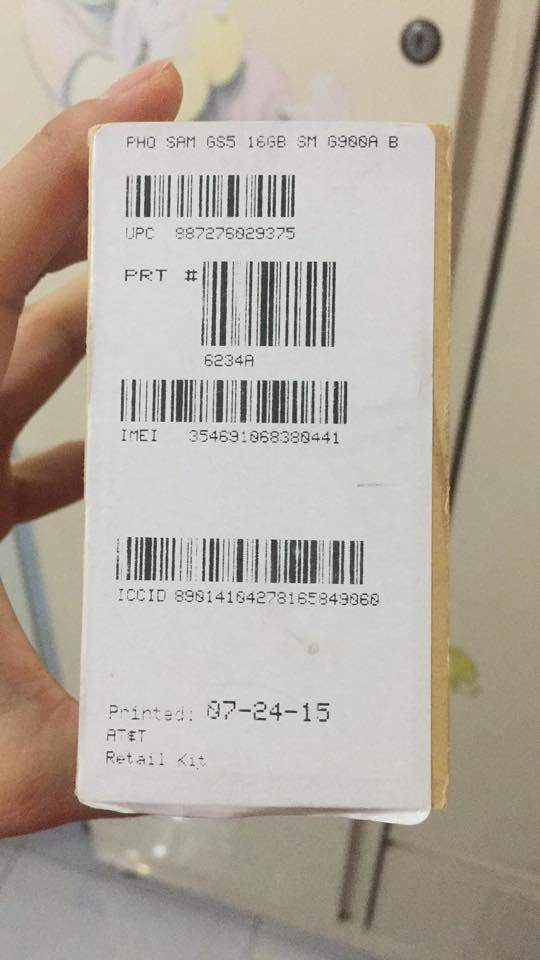 PHO SAM GS5 16GB SM G900A B
UPC 887276029375
PRT #
6234A
IMEI 354691068380441
ICCID 89014104278165849060
Printed: 07-24-15
AT&T
Retail Kit